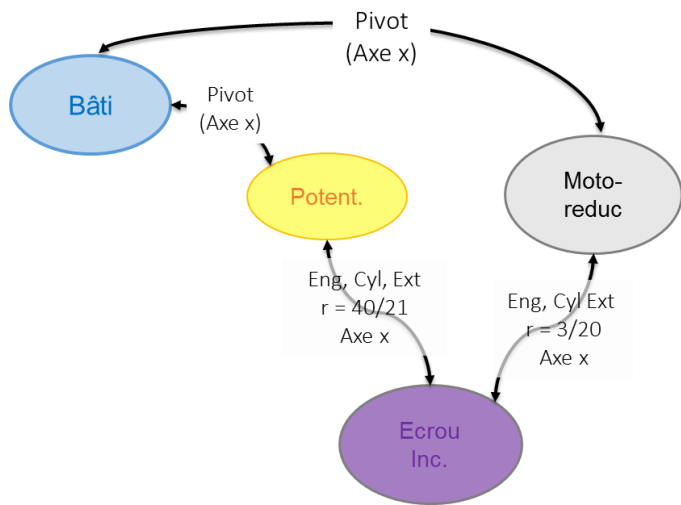 Pivot
(Axe x)
Bâti
Pivot
(Axe x)
Potent.
Moto-
reduc
Eng, Cyl, Ext
r = 40/21
Axe x
Eng, Cyl Ext
r = 3/20
Axe x
Ecrou
Inc.